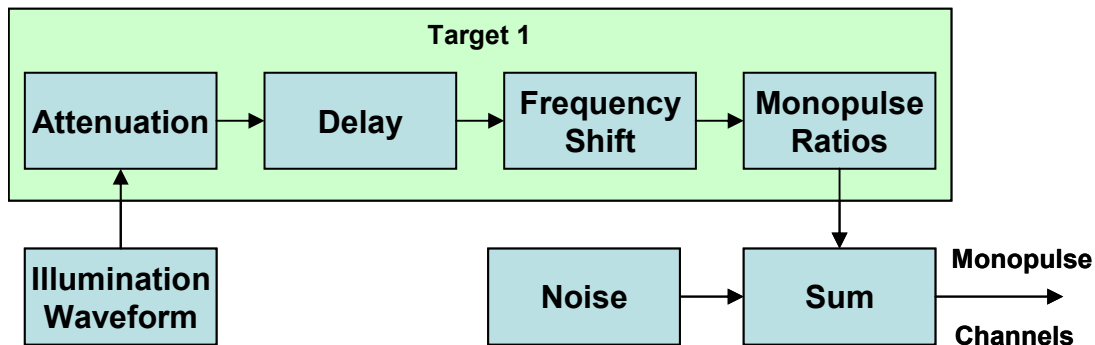 Target 1
Attenuation
Delay
Frequency
Shift
Monopulse
Ratios
Illumination
Waveform
Noise
Sum
Monopulse
Channels